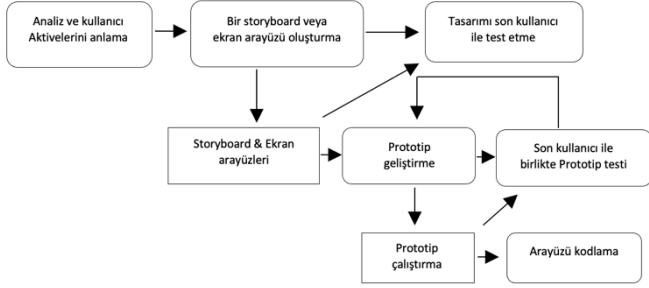 Analiz ve kullanıcı
Aktivelerini anlama
Bir storyboard veya
ekran arayüzü oluşturma
Tasarımı son kullanıcı
ile test etme
Storyboard & Ekran
arayüzleri
Prototip
geliştirme
Son kullanıcı ile
birlikte Prototip testi
Prototip
çalıştırma
Arayüzü kodlama